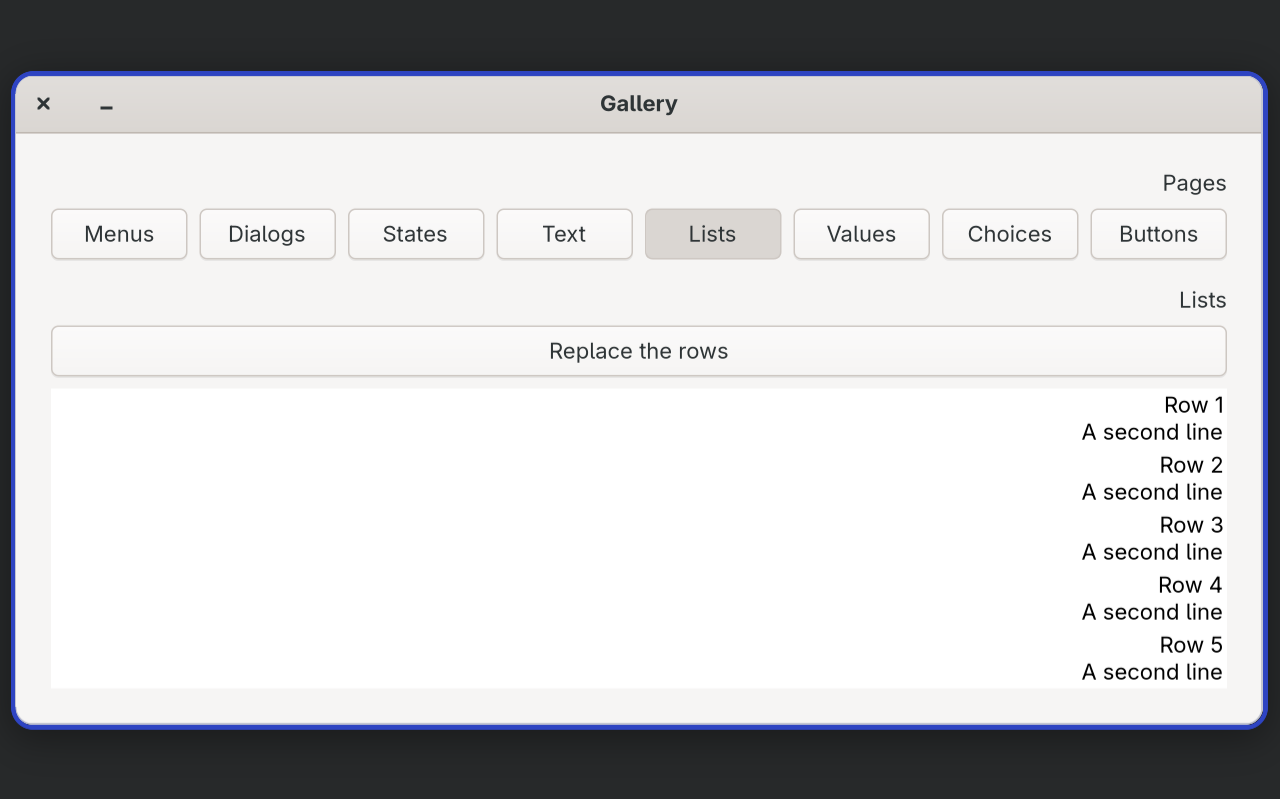 Gallery
Pages
Menus Dialogs States Text Lists Values Choices Buttons
Lists
Replace the rows
Row 1
A second line
Row 2
A second line
Row 3
A second line
Row 4
A second line
Row 5
A second line